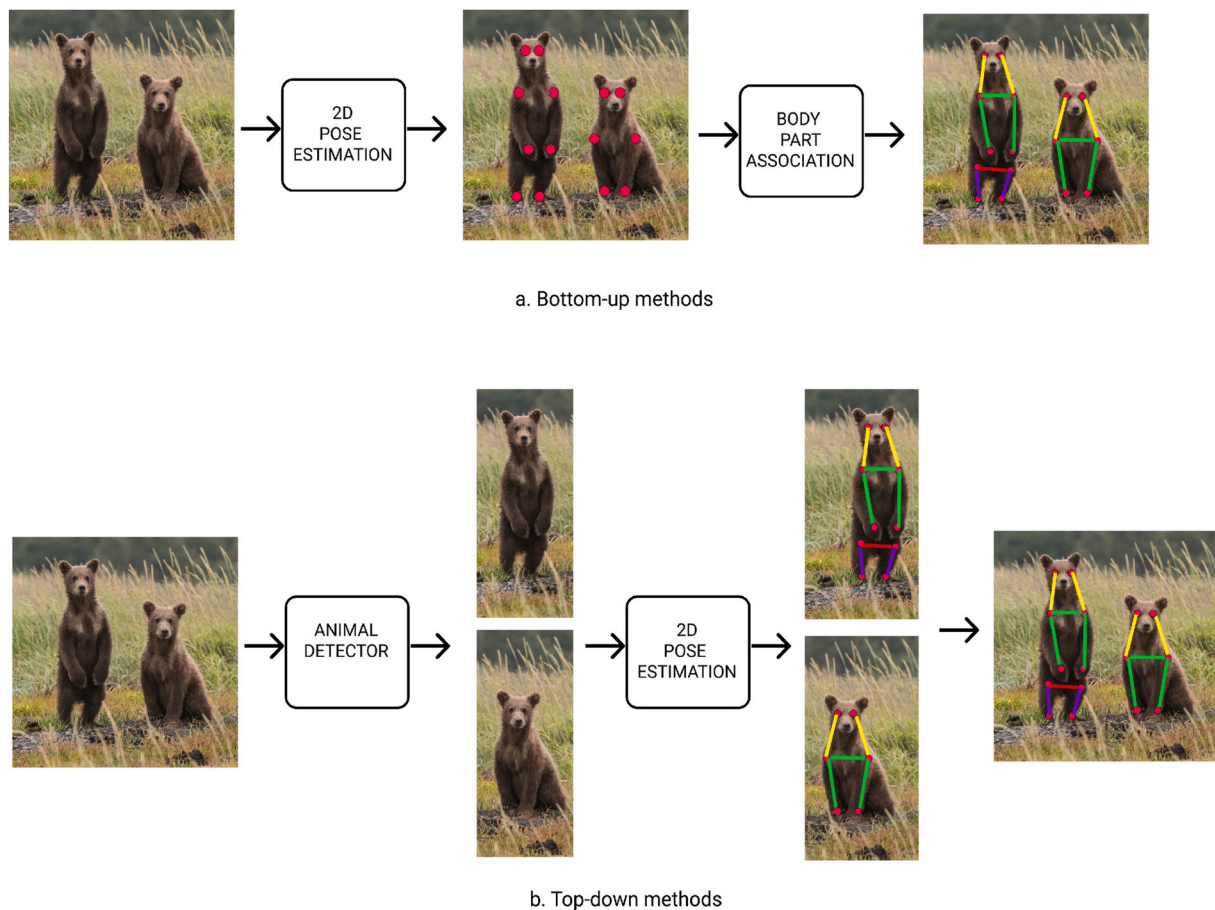 2D
POSE
ESTIMATION
BODY
PART
ASSOCIATION
a. Bottom-up methods
ANIMAL
DETECTOR
2D
POSE
ESTIMATION
b. Top-down methods